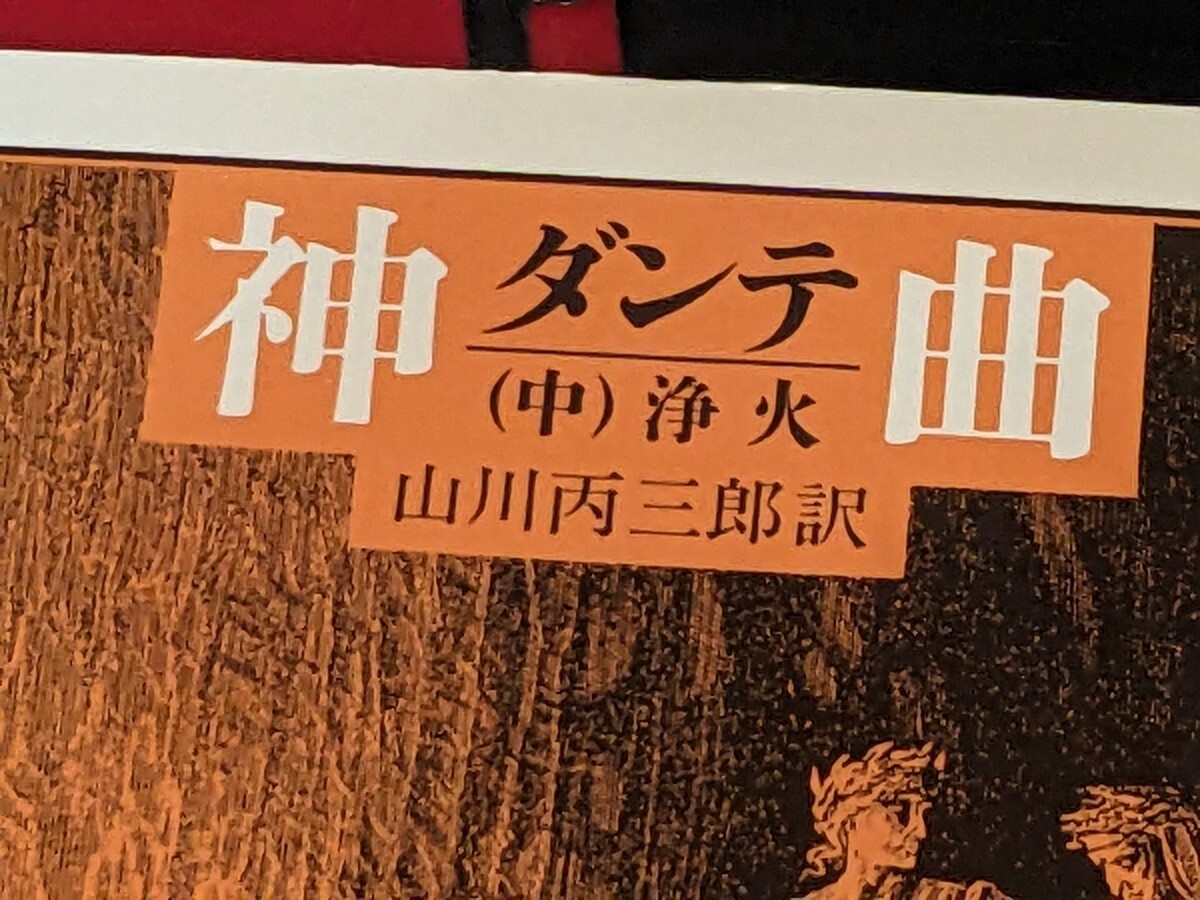 神曲
ダンテ
(中) 浄火
山川丙三郎訳